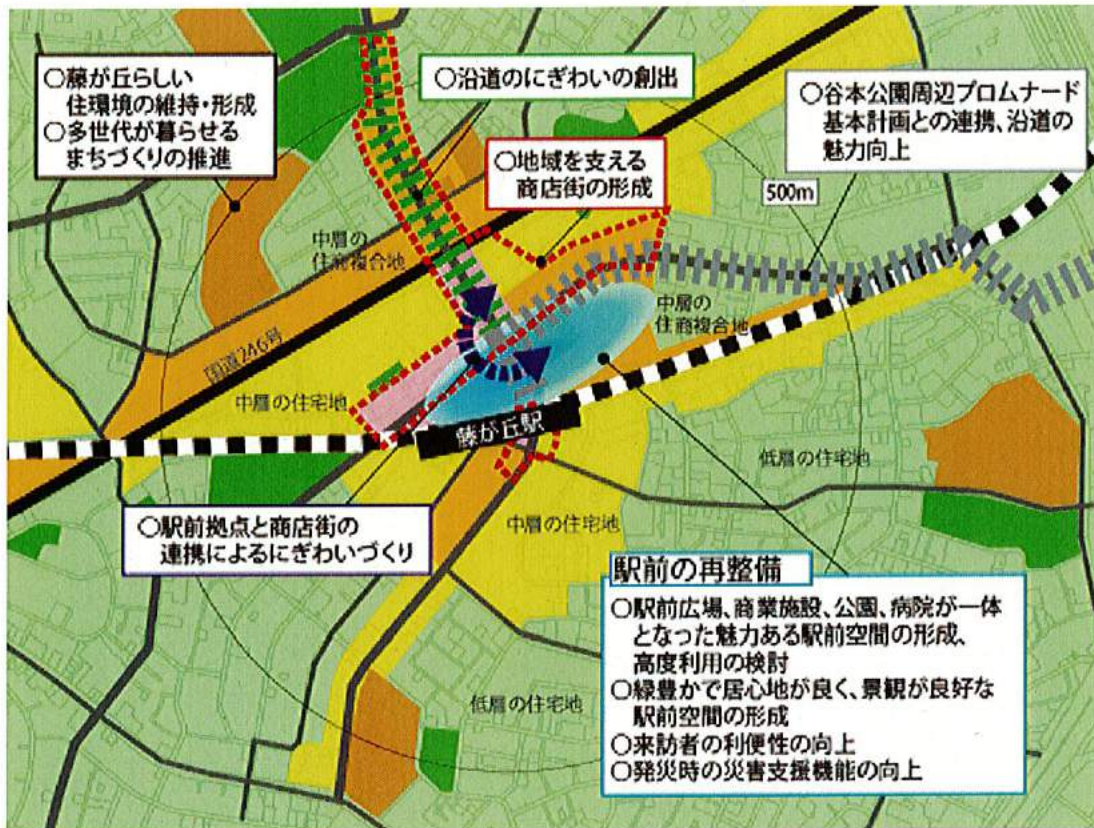 ○藤が丘らしい
住環境の維持・形成
○多世代が暮らせる
まちづくりの推進
○沿道のにぎわいの創出
○地域を支える
商店街の形成
○谷本公園周辺プロムナード
基本計画との連携、沿道の
魅力向上
500m
中層の
住商複合地
中層の
住商複合地
国道246号
中層の住宅地
藤が丘駅
低層の住宅地
中層の住宅地
○駅前拠点と商店街の
連携によるにぎわいづくり
低層の住宅地
駅前の再整備
○駅前広場、商業施設、公園、病院が一体
となった魅力ある駅前空間の形成、
高度利用の検討
○緑豊かで居心地が良く、景観が良好な
駅前空間の形成
○来訪者の利便性の向上
○発災時の災害支援機能の向上